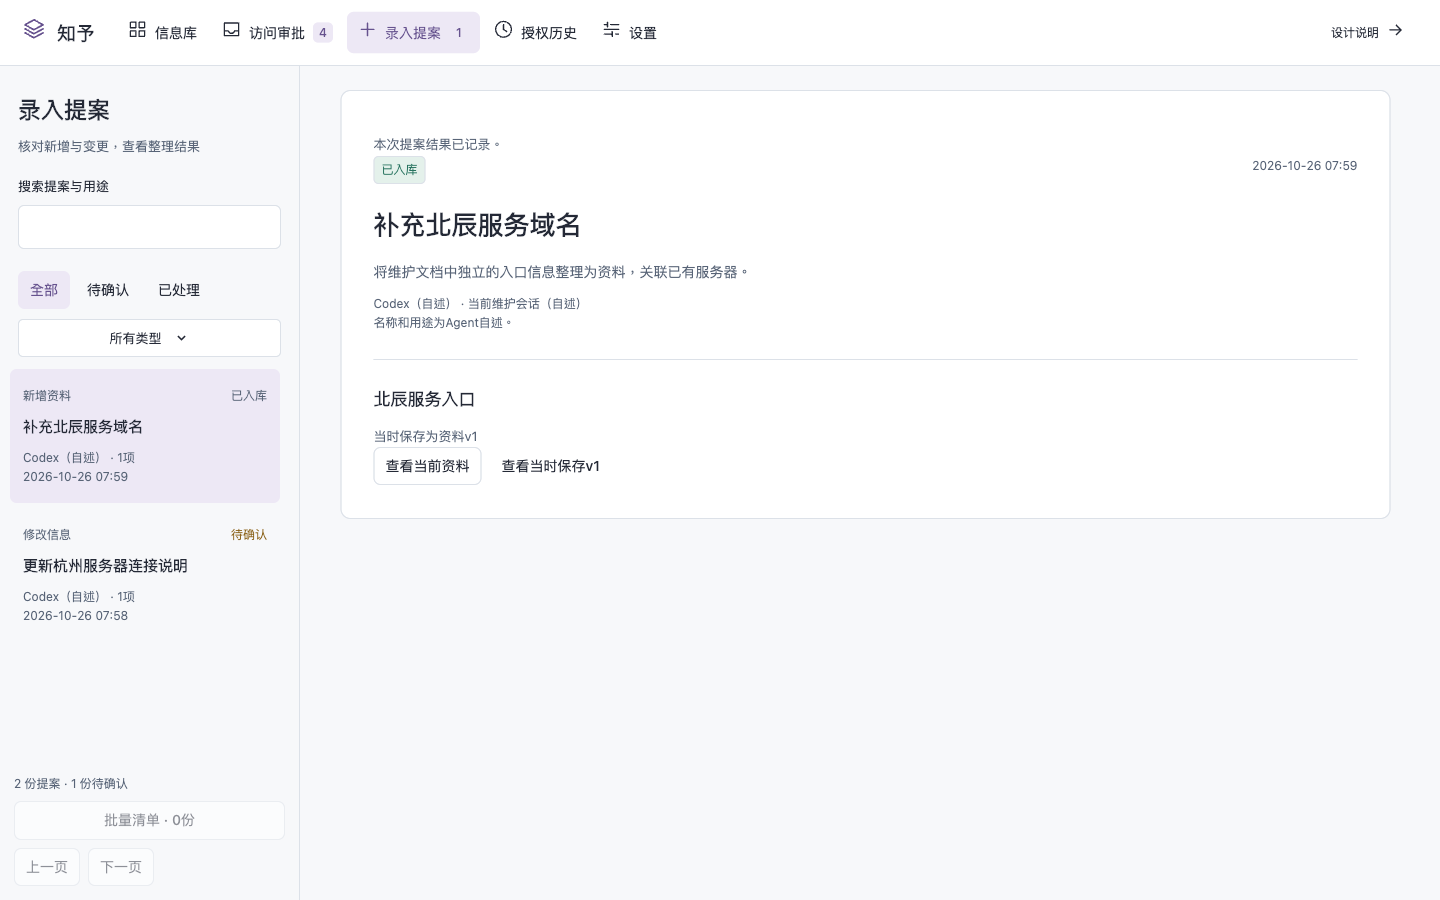 知予
信息库
访问审批 4
录入提案 1
授权历史
设置
设计说明
录入提案
核对新增与变更，查看整理结果
搜索提案与用途
全部
待确认
已处理
所有类型
新增资料
已入库
补充北辰服务域名
Codex（自述） · 1项
2026-10-26 07:59
修改信息
待确认
更新杭州服务器连接说明
Codex（自述） · 1项
2026-10-26 07:58
2 份提案 · 1 份待确认
批量清单 · 0份
上一页
下一页
本次提案结果已记录。
已入库
2026-10-26 07:59
补充北辰服务域名
将维护文档中独立的入口信息整理为资料，关联已有服务器。
Codex（自述） · 当前维护会话（自述）
名称和用途为Agent自述。
北辰服务入口
当时保存为资料v1
查看当前资料
查看当时保存v1